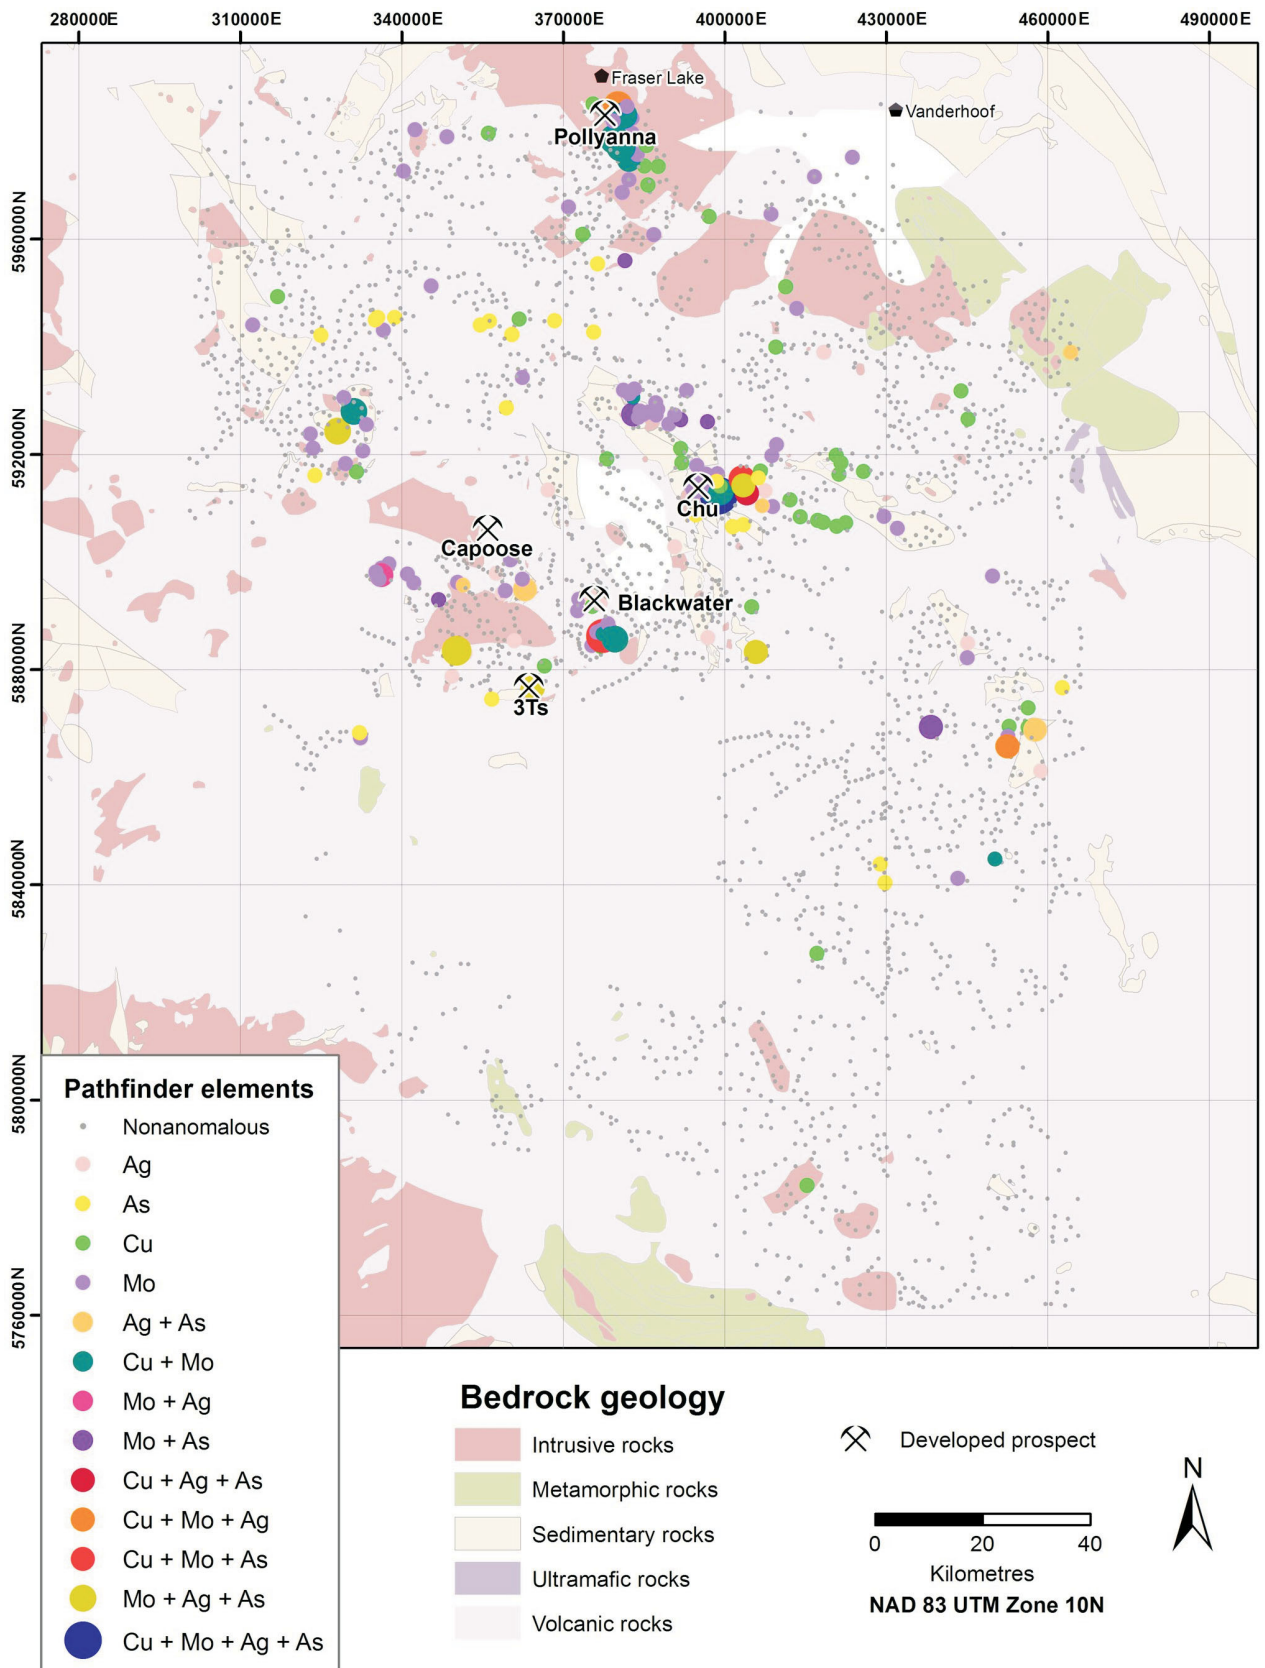 280000E 310000E 340000E 370000E 400000E 430000E 460000E 490000E
5960000N
5920000N
5880000N
5840000N
5800000N
5760000N
Fraser Lake
Vanderhoof
Pollyanna
Chu
Capoose
Blackwater
3Ts
Pathfinder elements
Nonanomalous
Ag
As
Cu
Mo
Ag + As
Cu + Mo
Mo + Ag
Mo + As
Cu + Ag + As
Cu + Mo + Ag
Cu + Mo + As
Mo + Ag + As
Cu + Mo + Ag + As
Bedrock geology
Intrusive rocks
Metamorphic rocks
Sedimentary rocks
Ultramafic rocks
Volcanic rocks
Developed prospect
N
0 20 40
Kilometres
NAD 83 UTM Zone 10N